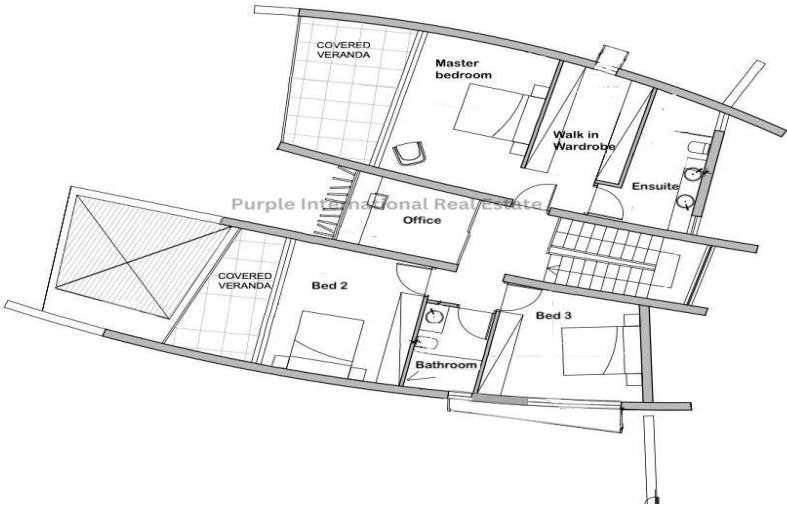 COVERED
VERANDA
Master
bedroom
Walk in
Wardrobe
Ensuite
Purple International Real Estate
Office
COVERED
VERANDA
Bed 2
Bed 3
Bathroom